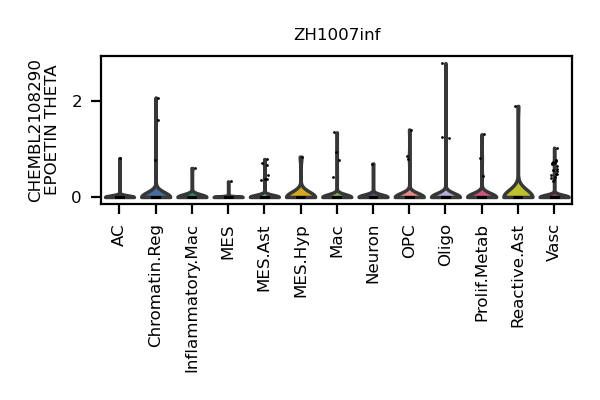 ZH1007inf
CHEMBL2108290
EPOETIN THETA
2
0
AC
Chromatin.Reg
Inflammatory.Mac
MES
MES.Ast
MES.Hyp
Mac
Neuron
OPC
Oligo
Prolif.Metab
Reactive.Ast
Vasc